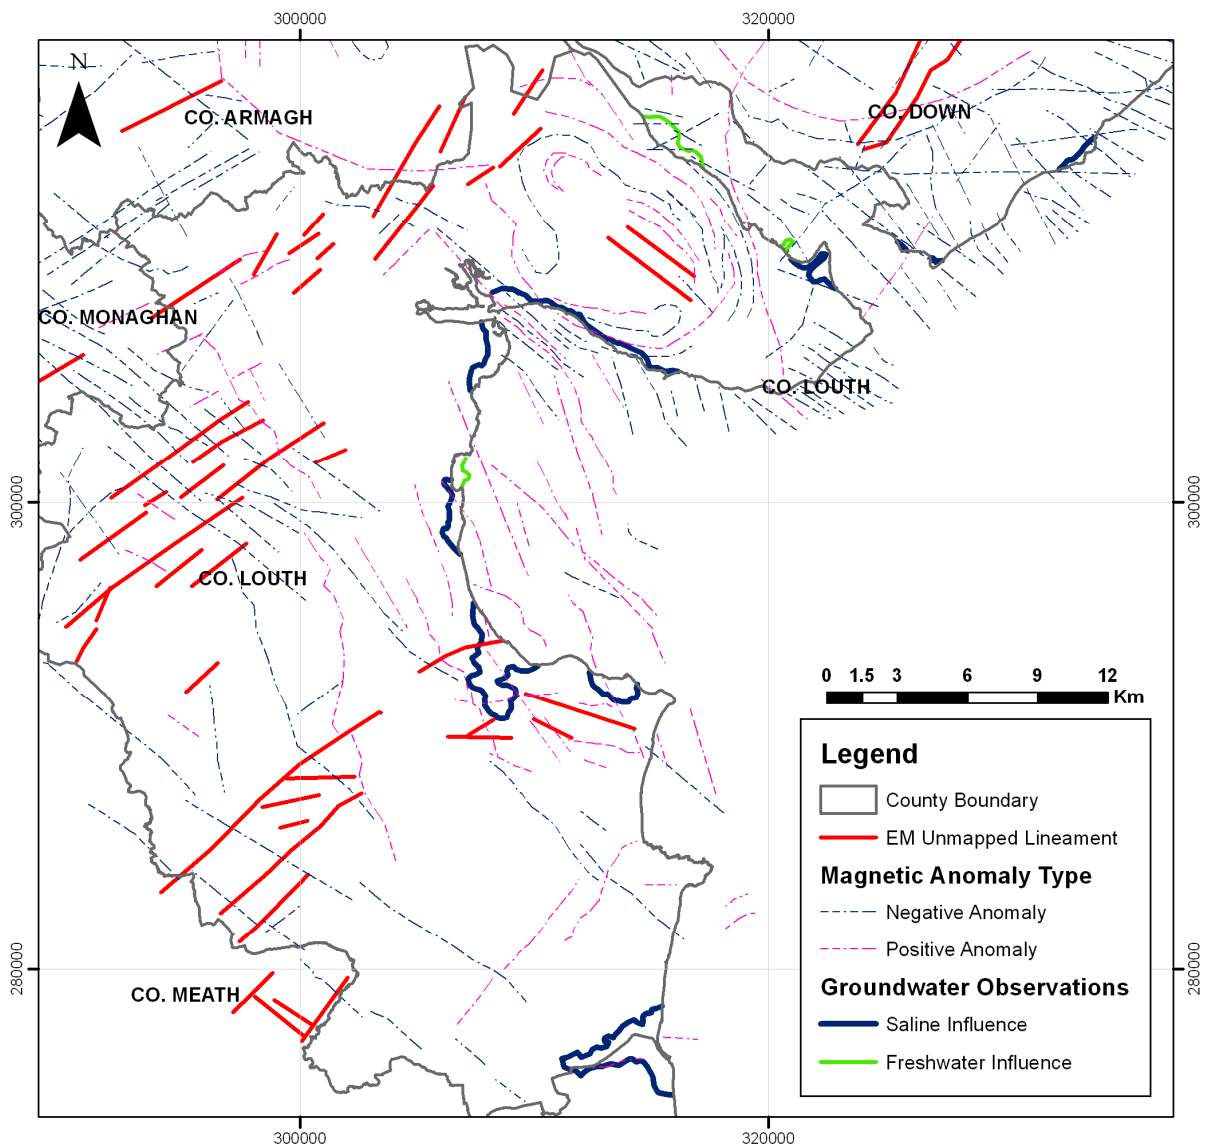 300000
320000
N
CO. ARMAGH
CO. DOWN
CO. MONAGHAN
CO. LOUTH
300000
300000
CO. LOUTH
0 1.5 3 6 9 12
Km
Legend
County Boundary
EM Unmapped Lineament
Magnetic Anomaly Type
Negative Anomaly
Positive Anomaly
Groundwater Observations
Saline Influence
Freshwater Influence
280000
280000
CO. MEATH
300000
320000